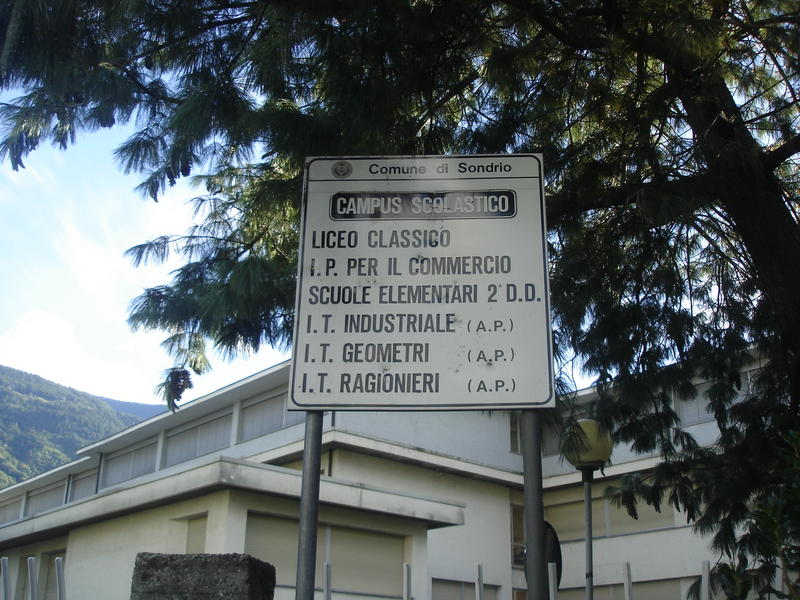 Comune di Sondrio
CAMPUS SCOLASTICO
LICEO CLASSICO
I.P. PER IL COMMERCIO
SCUOLE ELEMENTARI 2° D.D.
I.T. INDUSTRIALE (A.P.)
I.T. GEOMETRI (A.P.)
I.T. RAGIONIERI (A.P.)